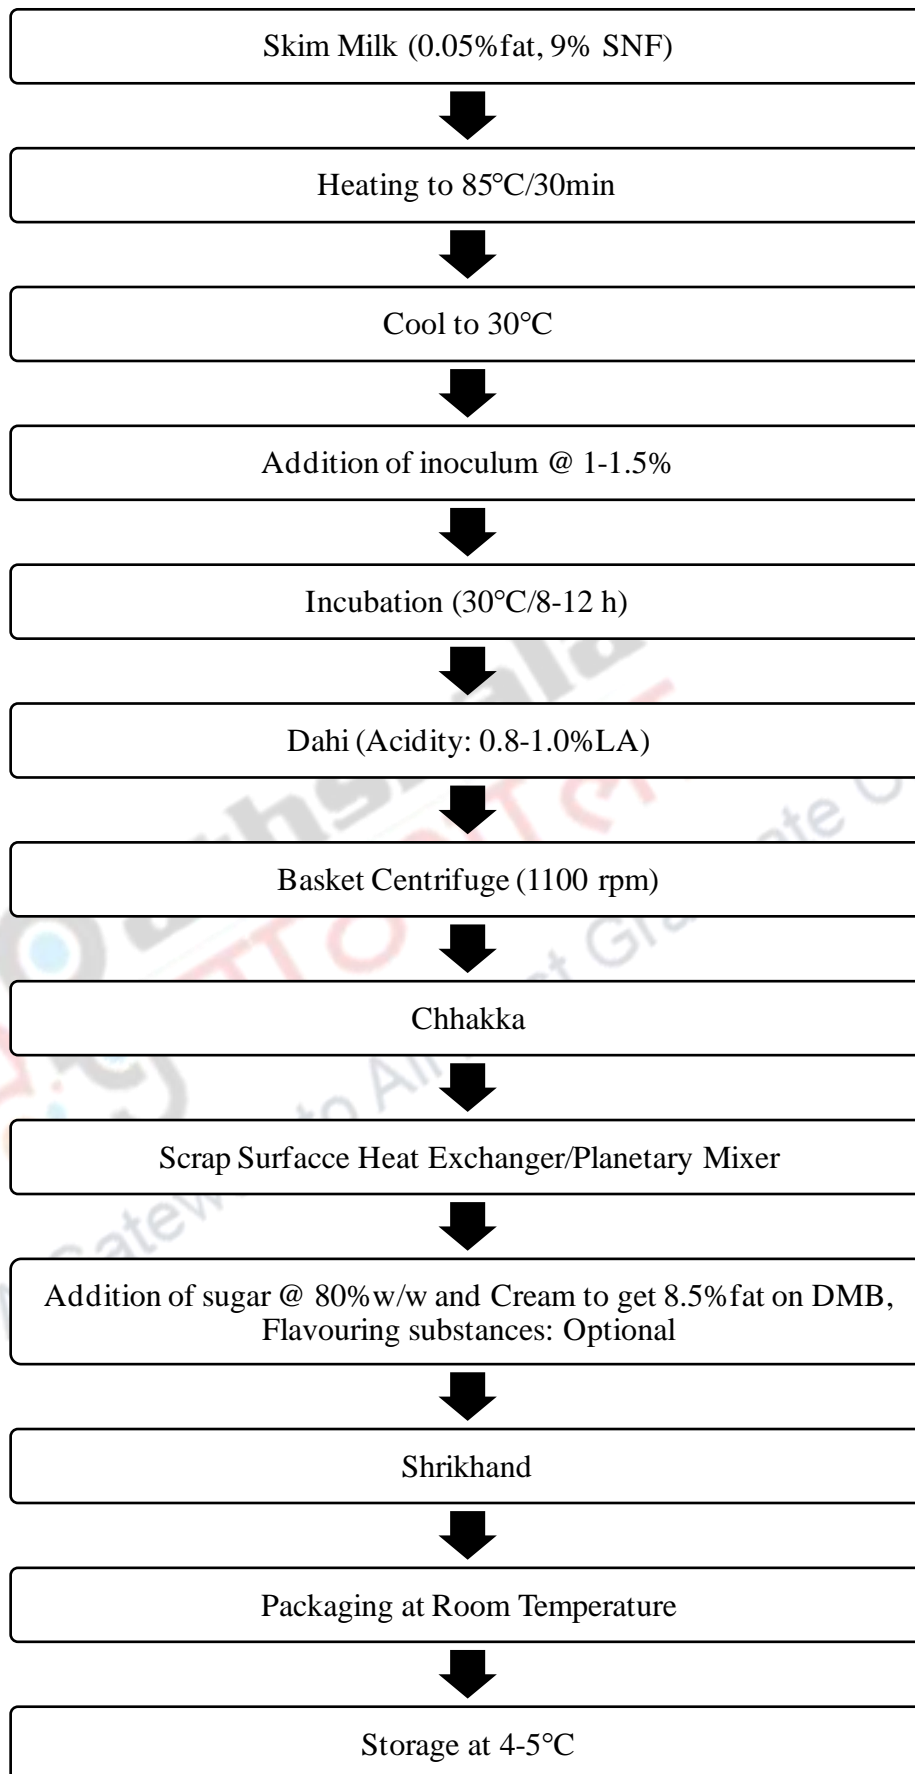 Skim Milk (0.05%fat, 9% SNF)
Heating to 85°C/30min
Cool to 30°C
Addition of inoculum @ 1-1.5%
Incubation (30°C/8-12 h)
Dahi (Acidity: 0.8-1.0%LA)
Basket Centrifuge (1100 rpm)
Chhakka
Scrap Surfacce Heat Exchanger/Planetary Mixer
Addition of sugar @ 80%w/w and Cream to get 8.5%fat on DMB,
Flavouring substances: Optional
Shrikhand
Packaging at Room Temperature
Storage at 4-5°C